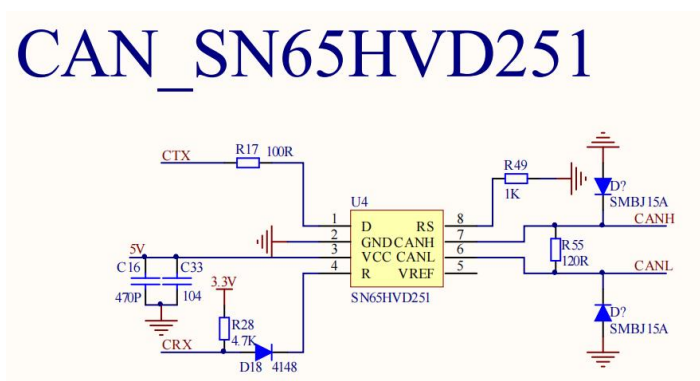 CAN_SN65HVD251
CTX
R17 100R
R49
1K
D?
SMBJ15A
U4
1 D RS 8
2 GND CANH 7
3 VCC CANL 6
4 R VREF 5
SN65HVD251
CANH
R55
120R
CANL
5V
C16 C33
470P 104
3.3V
R28
4.7K
CRX
D18 4148
D?
SMBJ15A